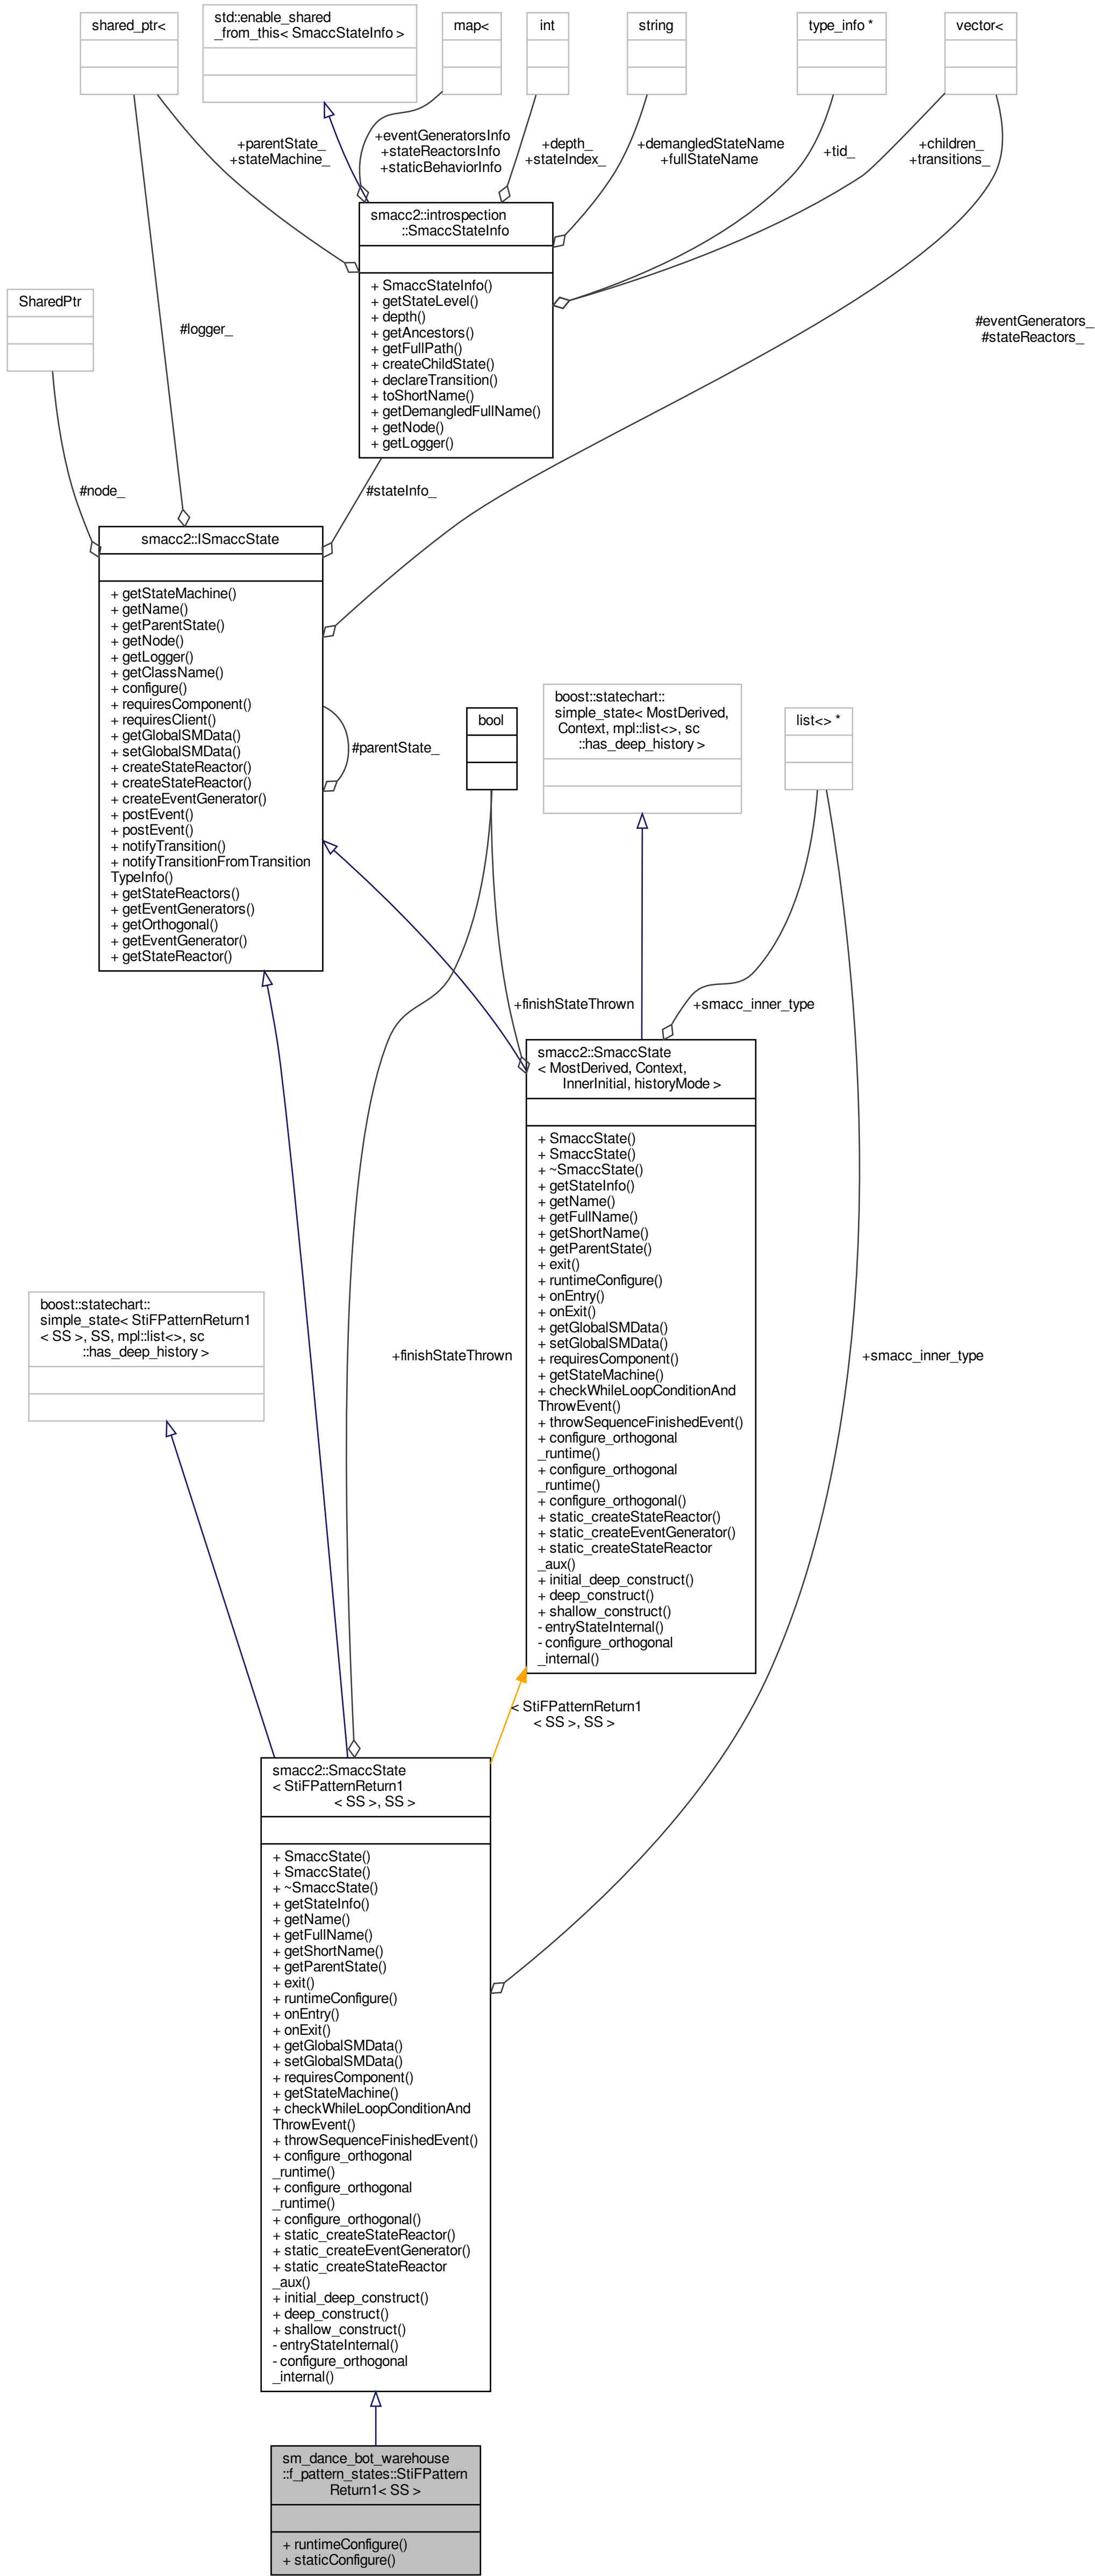 shared_ptr<
std::enable_shared
_from_this< SmaccStateInfo >
map<
int
string
type_info *
vector<
+parentState_
+stateMachine_
+eventGeneratorsInfo
+stateReactorsInfo
+staticBehaviorInfo
+depth_
+stateIndex_
+demangledStateName
+fullStateName
+tid_
+children_
+transitions_
smacc2::introspection
::SmaccStateInfo
+ SmaccStateInfo()
+ getStateLevel()
+ depth()
+ getAncestors()
+ getFullPath()
+ createChildState()
+ declareTransition()
+ toShortName()
+ getDemangledFullName()
+ getNode()
+ getLogger()
SharedPtr
#logger_
#eventGenerators_
#stateReactors_
#node_
#stateInfo_
smacc2::ISmaccState
+ getStateMachine()
+ getName()
+ getParentState()
+ getNode()
+ getLogger()
+ getClassName()
+ configure()
+ requiresComponent()
+ requiresClient()
+ getGlobalSMData()
+ setGlobalSMData()
+ createStateReactor()
+ createStateReactor()
+ createEventGenerator()
+ postEvent()
+ postEvent()
+ notifyTransition()
+ notifyTransitionFromTransition
TypeInfo()
+ getStateReactors()
+ getEventGenerators()
+ getOrthogonal()
+ getEventGenerator()
+ getStateReactor()
#parentState_
bool
boost::statechart::
simple_state< MostDerived,
Context, mpl::list<>, sc
::has_deep_history >
list<> *
+finishStateThrown
+smacc_inner_type
smacc2::SmaccState
< MostDerived, Context,
InnerInitial, historyMode >
+ SmaccState()
+ SmaccState()
+ ~SmaccState()
+ getStateInfo()
+ getName()
+ getFullName()
+ getShortName()
+ getParentState()
+ exit()
+ runtimeConfigure()
+ onEntry()
+ onExit()
+ getGlobalSMData()
+ setGlobalSMData()
+ requiresComponent()
+ getStateMachine()
+ checkWhileLoopConditionAnd
ThrowEvent()
+ throwSequenceFinishedEvent()
+ configure_orthogonal
_runtime()
+ configure_orthogonal
_runtime()
+ configure_orthogonal()
+ static_createStateReactor()
+ static_createEventGenerator()
+ static_createStateReactor
_aux()
+ initial_deep_construct()
+ deep_construct()
+ shallow_construct()
- entryStateInternal()
- configure_orthogonal
_internal()
boost::statechart::
simple_state< StiFPatternReturn1
< SS >, SS, mpl::list<>, sc
::has_deep_history >
+finishStateThrown
+smacc_inner_type
< StiFPatternReturn1
< SS >, SS >
smacc2::SmaccState
< StiFPatternReturn1
< SS >, SS >
+ SmaccState()
+ SmaccState()
+ ~SmaccState()
+ getStateInfo()
+ getName()
+ getFullName()
+ getShortName()
+ getParentState()
+ exit()
+ runtimeConfigure()
+ onEntry()
+ onExit()
+ getGlobalSMData()
+ setGlobalSMData()
+ requiresComponent()
+ getStateMachine()
+ checkWhileLoopConditionAnd
ThrowEvent()
+ throwSequenceFinishedEvent()
+ configure_orthogonal
_runtime()
+ configure_orthogonal
_runtime()
+ configure_orthogonal()
+ static_createStateReactor()
+ static_createEventGenerator()
+ static_createStateReactor
_aux()
+ initial_deep_construct()
+ deep_construct()
+ shallow_construct()
- entryStateInternal()
- configure_orthogonal
_internal()
sm_dance_bot_warehouse
::f_pattern_states::StiFPattern
Return1< SS >
+ runtimeConfigure()
+ staticConfigure()